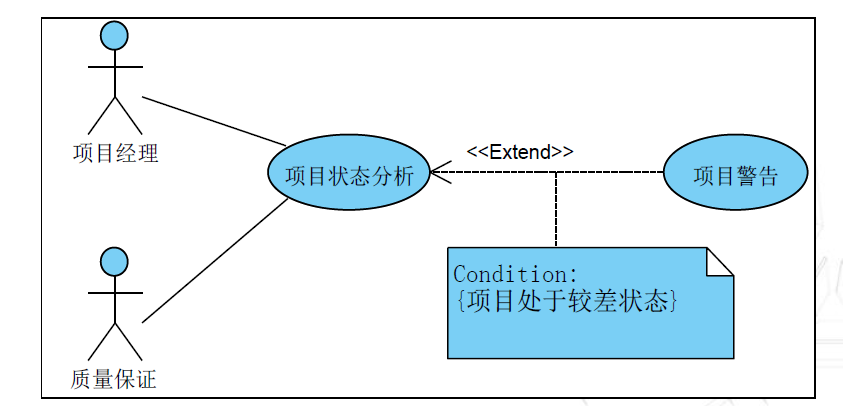 项目经理
<<Extend>>
项目状态分析
项目警告
Condition:
{项目处于较差状态}
质量保证